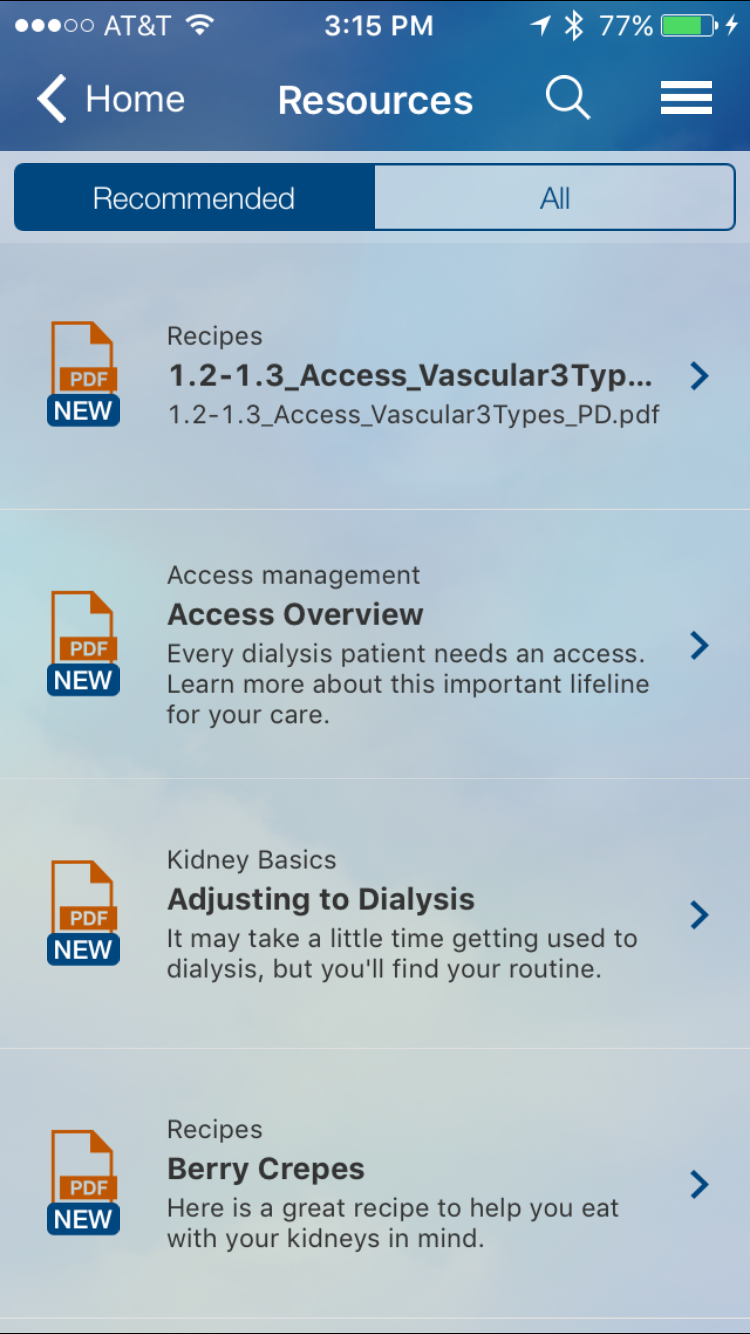 AT&T 3:15 PM 77%
Home Resources
Recommended All
Recipes
1.2-1.3_Access_Vascular3Typ...
1.2-1.3_Access_Vascular3Types_PD.pdf
PDF
NEW
Access management
Access Overview
Every dialysis patient needs an access.
Learn more about this important lifeline
for your care.
PDF
NEW
Kidney Basics
Adjusting to Dialysis
It may take a little time getting used to
dialysis, but you'll find your routine.
PDF
NEW
Recipes
Berry Crepes
Here is a great recipe to help you eat
with your kidneys in mind.
PDF
NEW